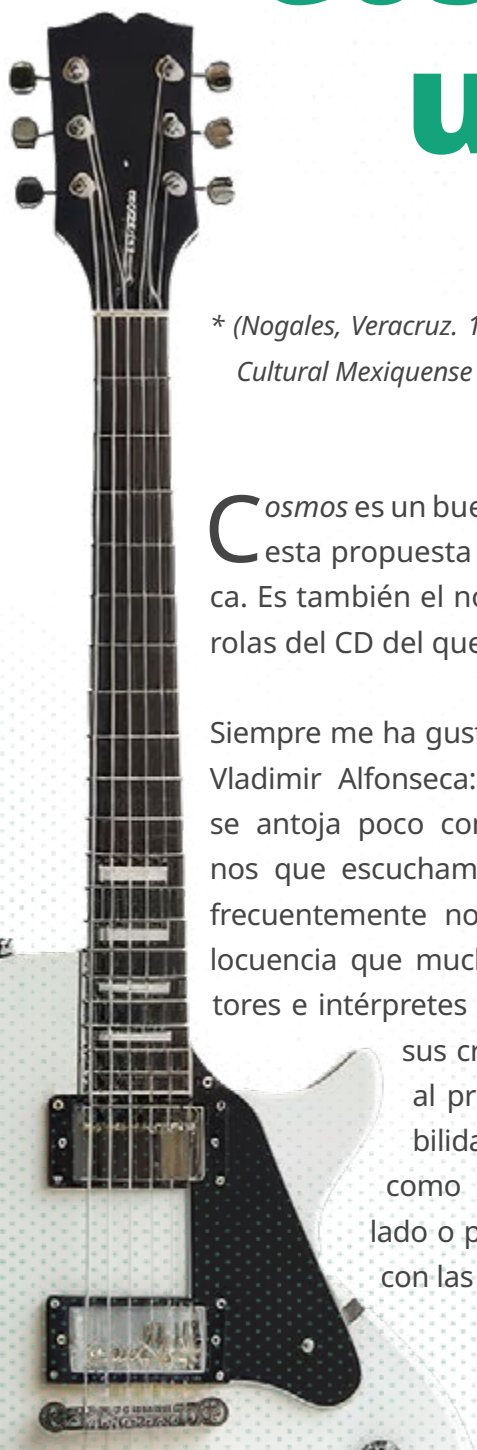 u
* (Nogales, Veracruz. 1
Cultural Mexiquense
Cosmos es un bue
esta propuesta
ca. Es también el no
rolas del CD del que
Siempre me ha gust
Vladimir Alfonseca:
se antoja poco con
nos que escucham
frecuentemente no
locuencia que mucl
tores e intérpretes
sus cr
al pr
bilida
como
lado o p
con las